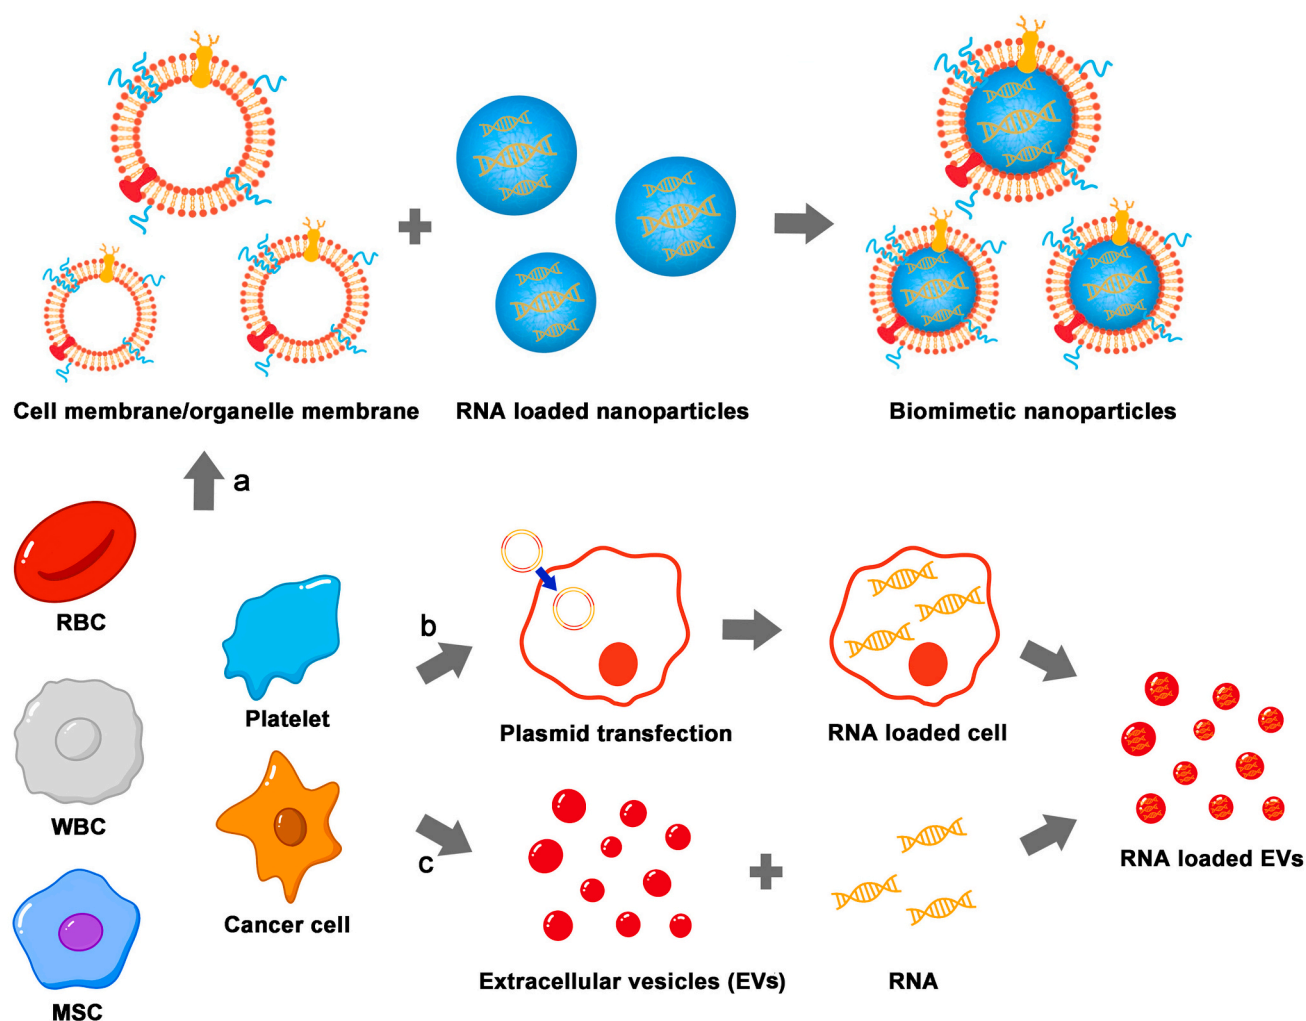 Cell membrane/organelle membrane
RNA loaded nanoparticles
Biomimetic nanoparticles
a
RBC
Platelet
WBC
Cancer cell
MSC
b
Plasmid transfection
RNA loaded cell
c
Extracellular vesicles (EVs)
RNA
RNA loaded EVs